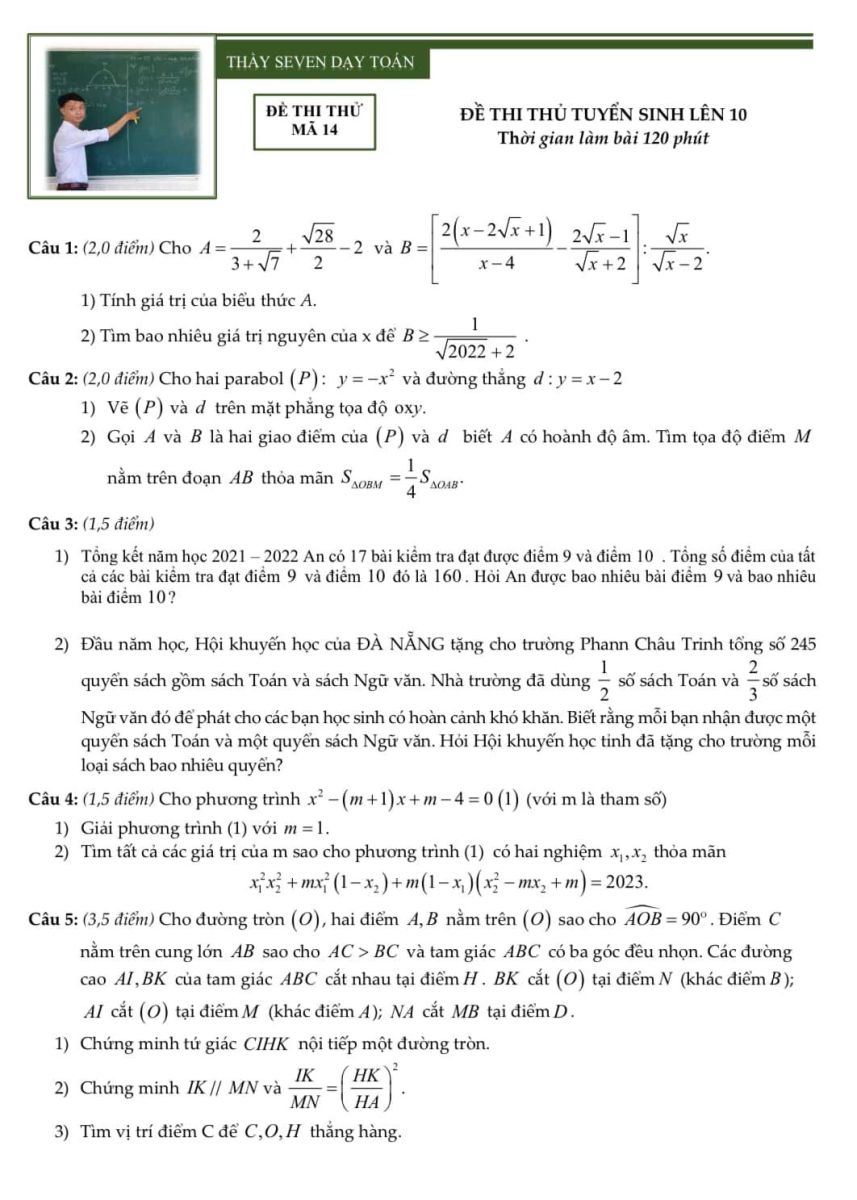 THẦY SEVEN DẠY TOÁN
ĐỀ THI THỬ
MÃ 14
ĐỀ THI THỦ TUYỂN SINH LÊN 10
Thời gian làm bài 120 phút
Câu 1: (2,0 điểm) Cho A = \frac{2}{3+\sqrt{7}} + \frac{\sqrt{28}}{2} - 2 và B = \left[\frac{2(x-2\sqrt{x}+1)}{x-4} - \frac{2\sqrt{x}-1}{\sqrt{x}+2}\right] : \frac{\sqrt{x}}{\sqrt{x}-2}.
1) Tính giá trị của biểu thức A.
2) Tìm bao nhiêu giá trị nguyên của x để B ≥ \frac{1}{\sqrt{2022}+2} .
Câu 2: (2,0 điểm) Cho hai parabol (P): y = -x² và đường thẳng d : y = x - 2
1) Vẽ (P) và d trên mặt phẳng tọa độ oxy.
2) Gọi A và B là hai giao điểm của (P) và d biết A có hoành độ âm. Tìm tọa độ điểm M
nằm trên đoạn AB thỏa mãn S_{ΔOBM} = \frac{1}{4} S_{ΔOAB}.
Câu 3: (1,5 điểm)
1) Tổng kết năm học 2021 – 2022 An có 17 bài kiểm tra đạt được điểm 9 và điểm 10 . Tổng số điểm của tất
cả các bài kiểm tra đạt điểm 9 và điểm 10 đó là 160 . Hỏi An được bao nhiêu bài điểm 9 và bao nhiêu
bài điểm 10 ?
2) Đầu năm học, Hội khuyến học của ĐÀ NẴNG tặng cho trường Phann Châu Trinh tổng số 245
quyển sách gồm sách Toán và sách Ngữ văn. Nhà trường đã dùng \frac{1}{2} số sách Toán và \frac{2}{3} số sách
Ngữ văn đó để phát cho các bạn học sinh có hoàn cảnh khó khăn. Biết rằng mỗi bạn nhận được một
quyển sách Toán và một quyển sách Ngữ văn. Hỏi Hội khuyến học tỉnh đã tặng cho trường mỗi
loại sách bao nhiêu quyển?
Câu 4: (1,5 điểm) Cho phương trình x² - (m+1)x + m - 4 = 0 (1) (với m là tham số)
1) Giải phương trình (1) với m = 1.
2) Tìm tất cả các giá trị của m sao cho phương trình (1) có hai nghiệm x₁, x₂ thỏa mãn
x₁²x₂² + mx₁²(1 - x₂) + m(1 - x₁)(x₂² - mx₂ + m) = 2023.
Câu 5: (3,5 điểm) Cho đường tròn (O), hai điểm A, B nằm trên (O) sao cho \widehat{AOB} = 90°. Điểm C
nằm trên cung lớn AB sao cho AC > BC và tam giác ABC có ba góc đều nhọn. Các đường
cao AI, BK của tam giác ABC cắt nhau tại điểm H . BK cắt (O) tại điểm N (khác điểm B );
AI cắt (O) tại điểm M (khác điểm A); NA cắt MB tại điểm D .
1) Chứng minh tứ giác CIHK nội tiếp một đường tròn.
2) Chứng minh IK // MN và \frac{IK}{MN} = \left(\frac{HK}{HA}\right)^2 .
3) Tìm vị trí điểm C để C, O, H thẳng hàng.